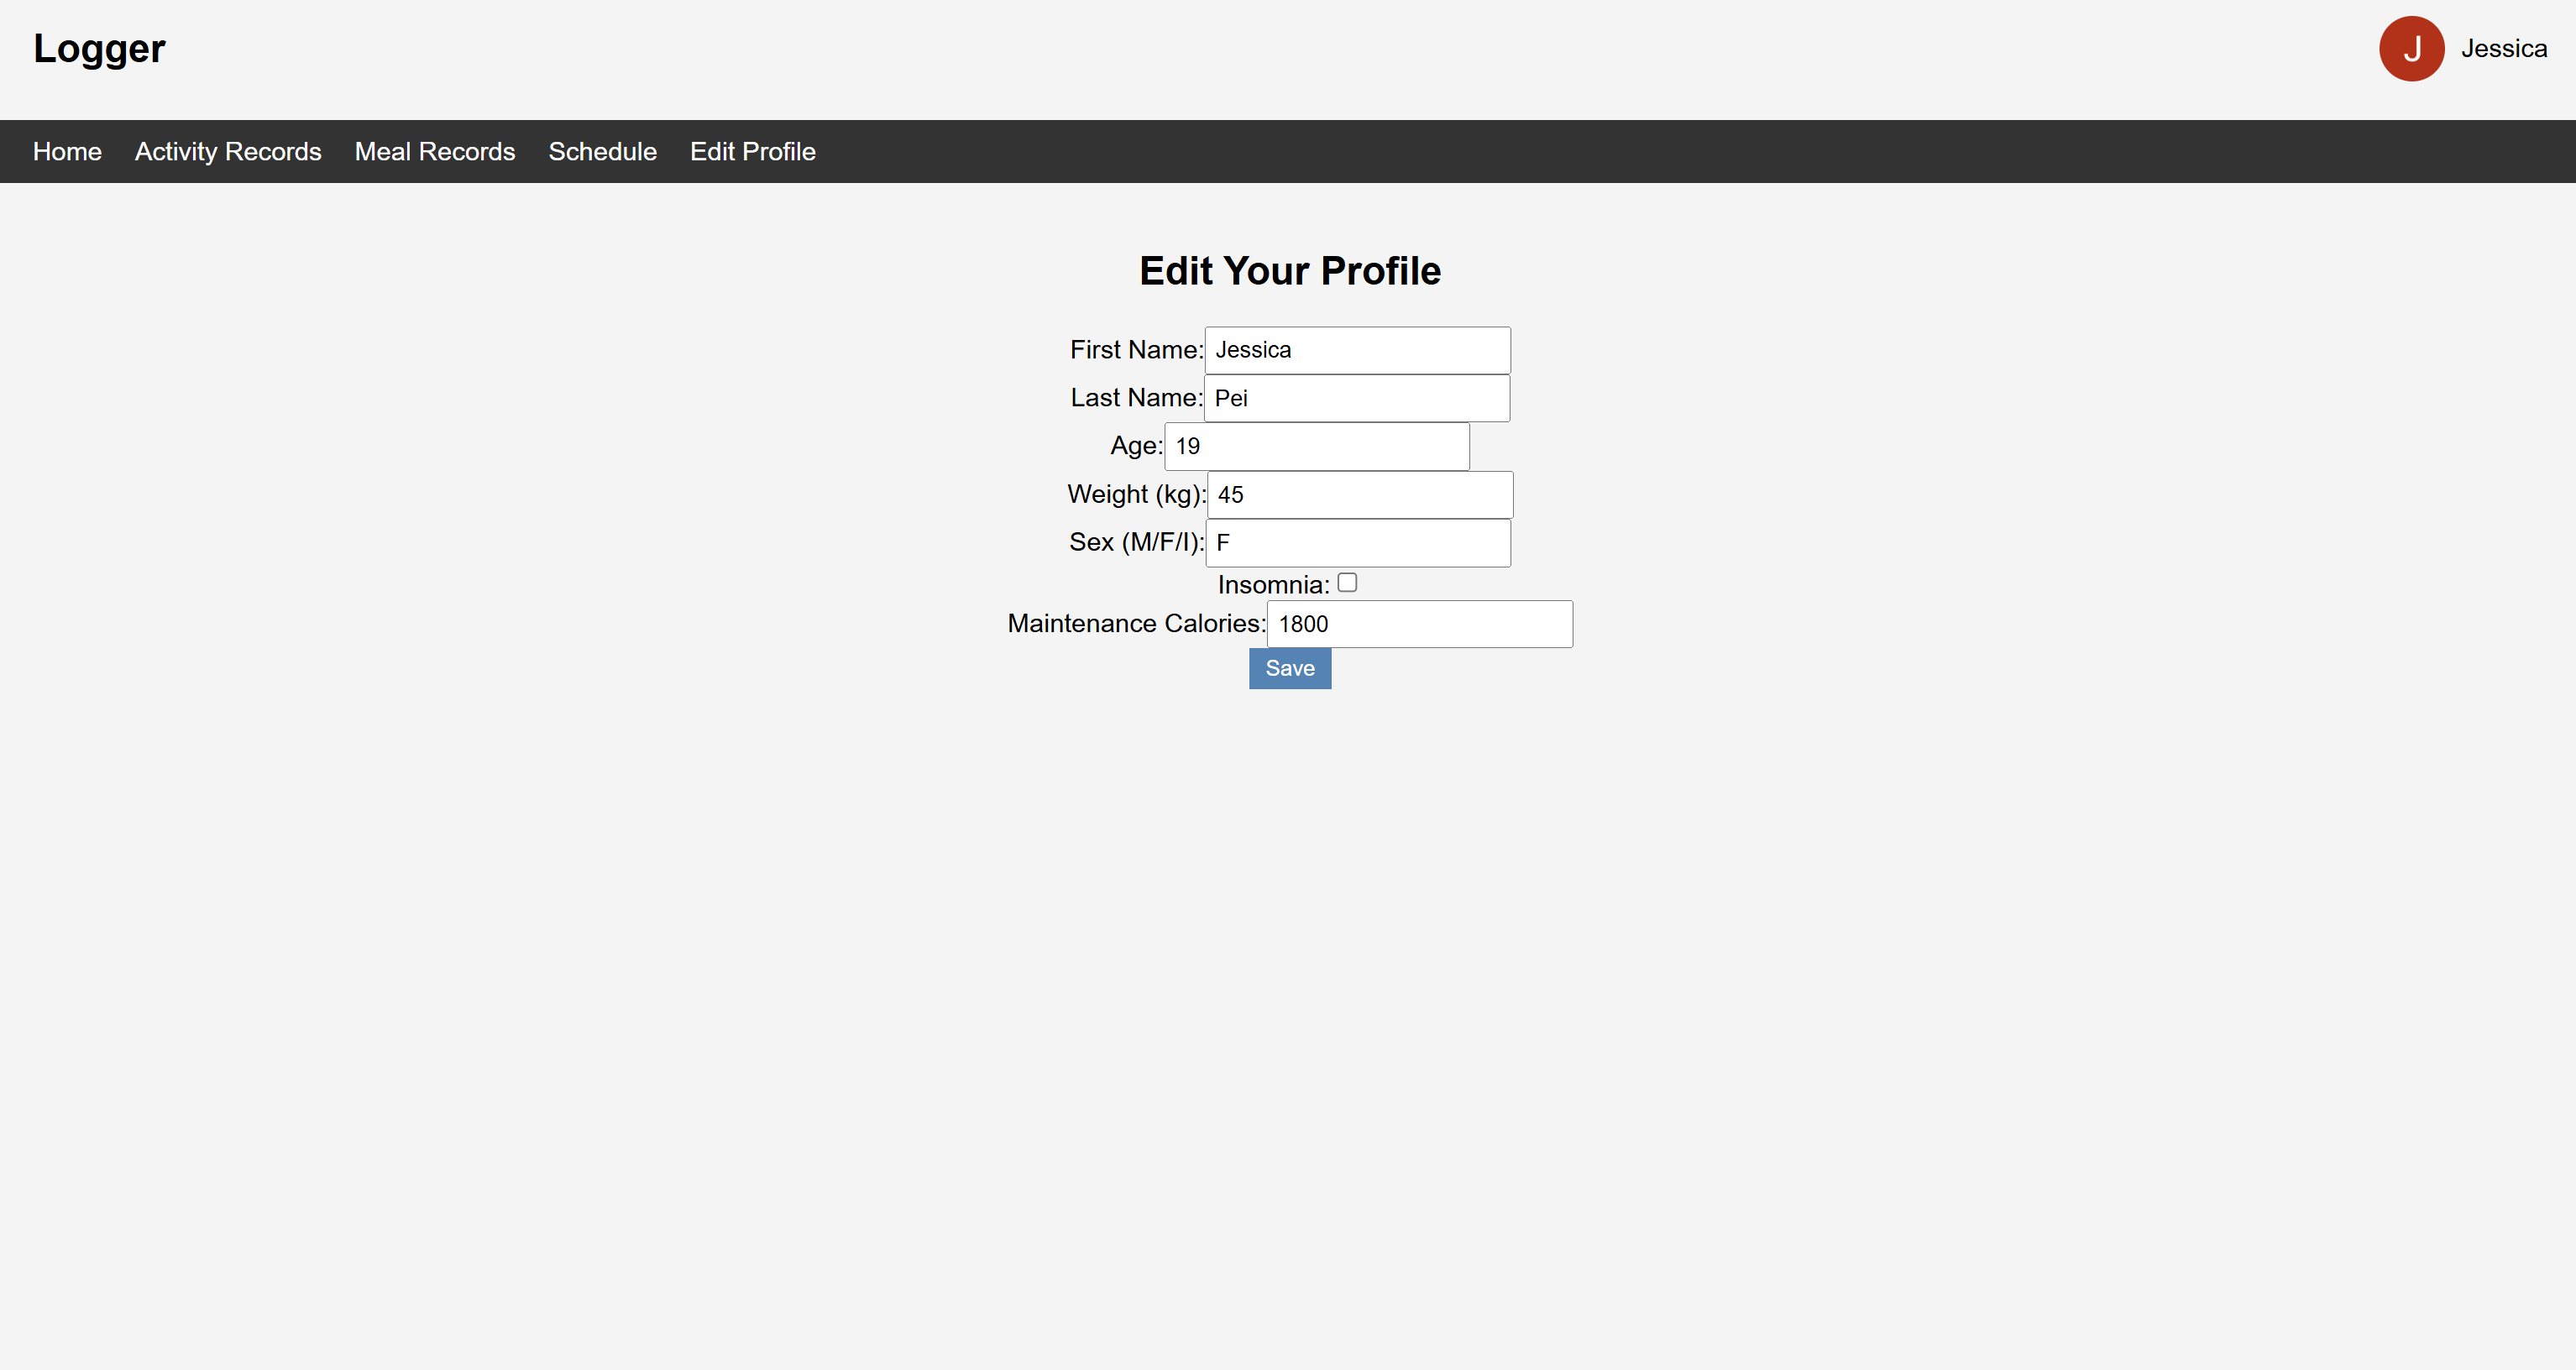 Logger
J Jessica
Home Activity Records Meal Records Schedule Edit Profile
Edit Your Profile
First Name: Jessica
Last Name: Pei
Age: 19
Weight (kg): 45
Sex (M/F/I): F
Insomnia:
Maintenance Calories: 1800
Save